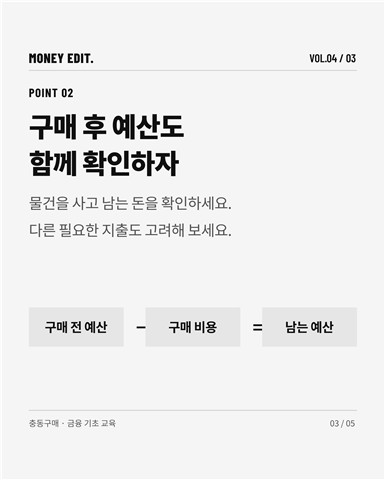 MONEY EDIT. VOL.04 / 03
POINT 02
구매 후 예산도
함께 확인하자
물건을 사고 남는 돈을 확인하세요.
다른 필요한 지출도 고려해 보세요.
구매 전 예산 – 구매 비용 = 남는 예산
충동구매 · 금융 기초 교육 03 / 05